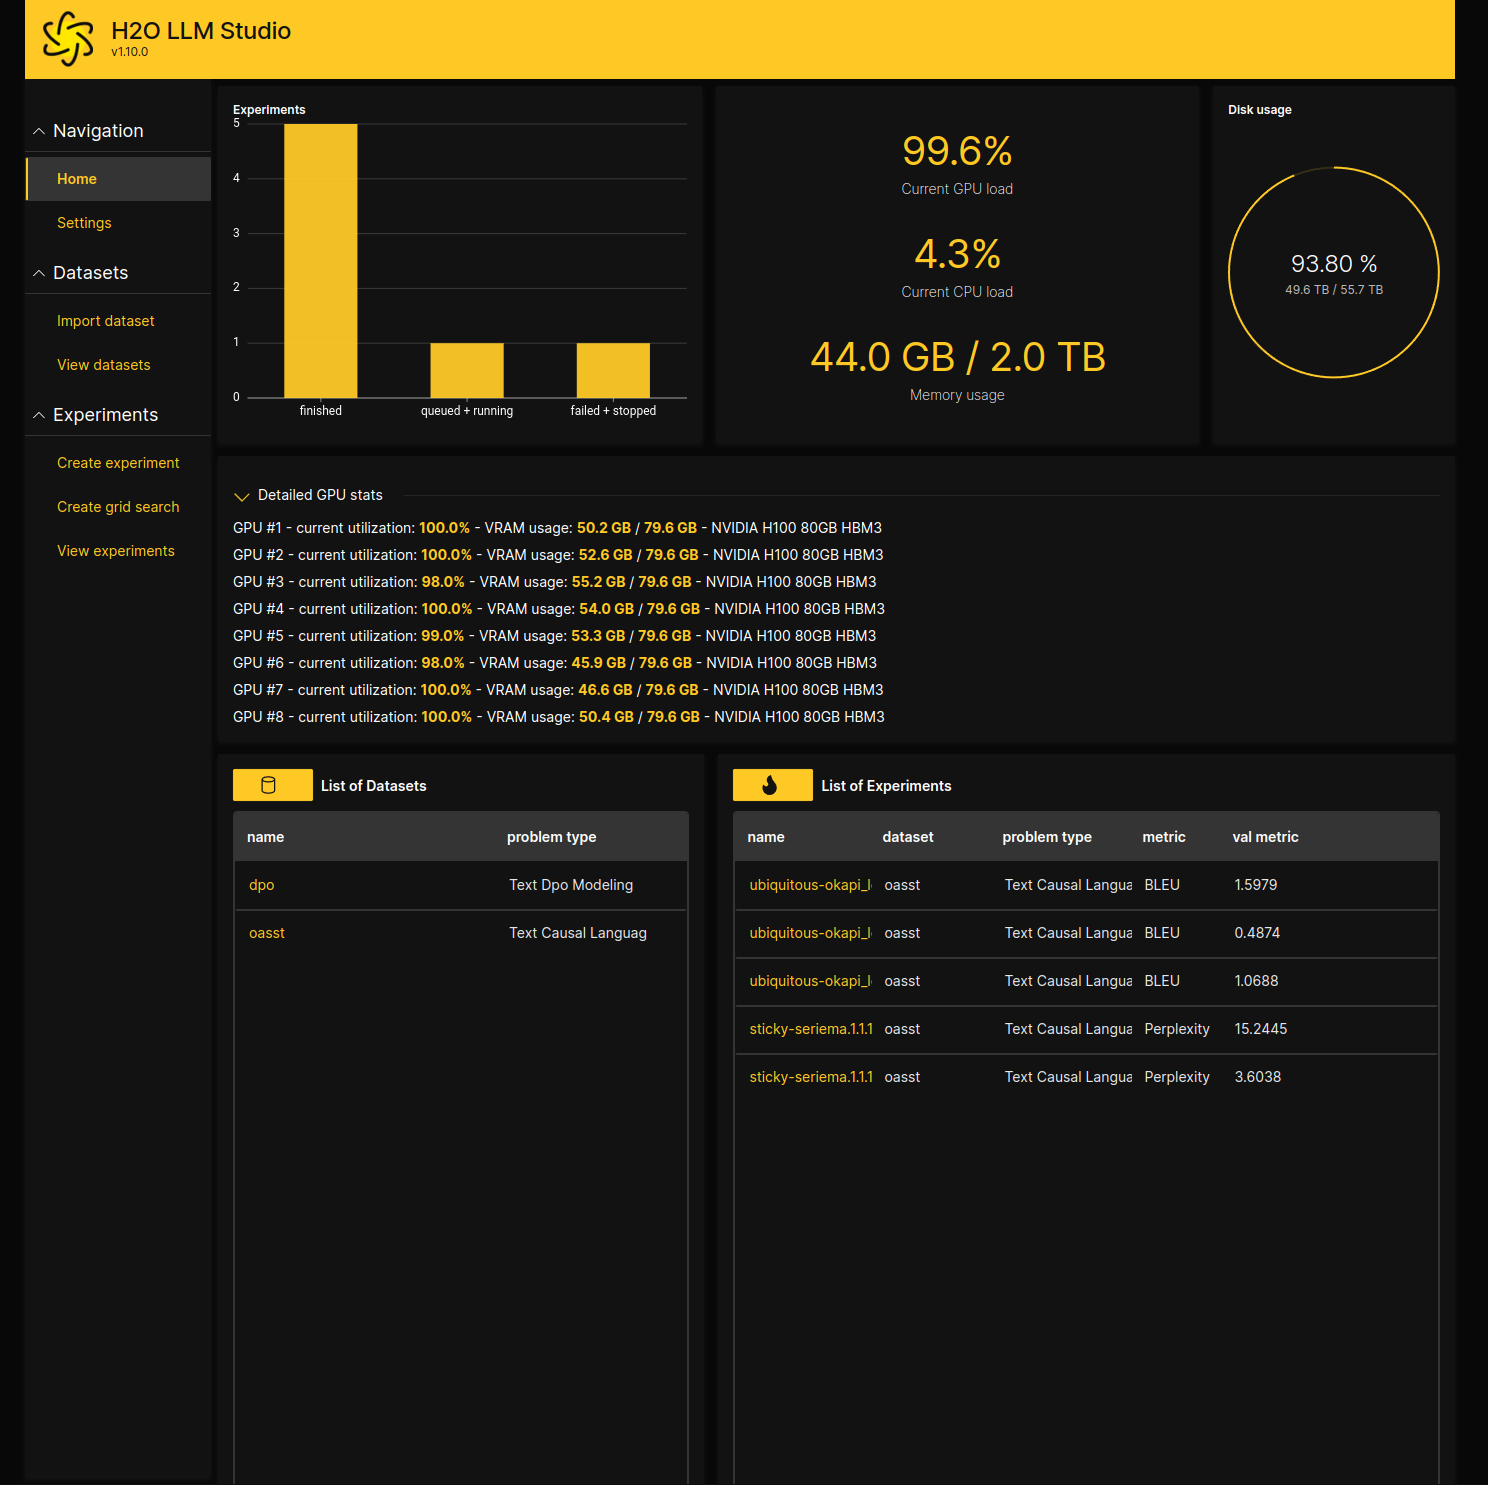 H2O LLM Studio
v1.10.0
Navigation
Home
Settings
Datasets
Import dataset
View datasets
Experiments
Create experiment
Create grid search
View experiments
Experiments
5
4
3
2
1
0
finished queued + running failed + stopped
99.6%
Current GPU load
4.3%
Current CPU load
44.0 GB / 2.0 TB
Memory usage
Disk usage
93.80 %
49.6 TB / 55.7 TB
Detailed GPU stats
GPU #1 - current utilization: 100.0% - VRAM usage: 50.2 GB / 79.6 GB - NVIDIA H100 80GB HBM3
GPU #2 - current utilization: 100.0% - VRAM usage: 52.6 GB / 79.6 GB - NVIDIA H100 80GB HBM3
GPU #3 - current utilization: 98.0% - VRAM usage: 55.2 GB / 79.6 GB - NVIDIA H100 80GB HBM3
GPU #4 - current utilization: 100.0% - VRAM usage: 54.0 GB / 79.6 GB - NVIDIA H100 80GB HBM3
GPU #5 - current utilization: 99.0% - VRAM usage: 53.3 GB / 79.6 GB - NVIDIA H100 80GB HBM3
GPU #6 - current utilization: 98.0% - VRAM usage: 45.9 GB / 79.6 GB - NVIDIA H100 80GB HBM3
GPU #7 - current utilization: 100.0% - VRAM usage: 46.6 GB / 79.6 GB - NVIDIA H100 80GB HBM3
GPU #8 - current utilization: 100.0% - VRAM usage: 50.4 GB / 79.6 GB - NVIDIA H100 80GB HBM3
List of Datasets
name problem type
dpo Text Dpo Modeling
oasst Text Causal Languag
List of Experiments
name dataset problem type metric val metric
ubiquitous-okapi_l oasst Text Causal Langua BLEU 1.5979
ubiquitous-okapi_l oasst Text Causal Langua BLEU 0.4874
ubiquitous-okapi_l oasst Text Causal Langua BLEU 1.0688
sticky-seriema.1.1.1 oasst Text Causal Langua Perplexity 15.2445
sticky-seriema.1.1.1 oasst Text Causal Langua Perplexity 3.6038